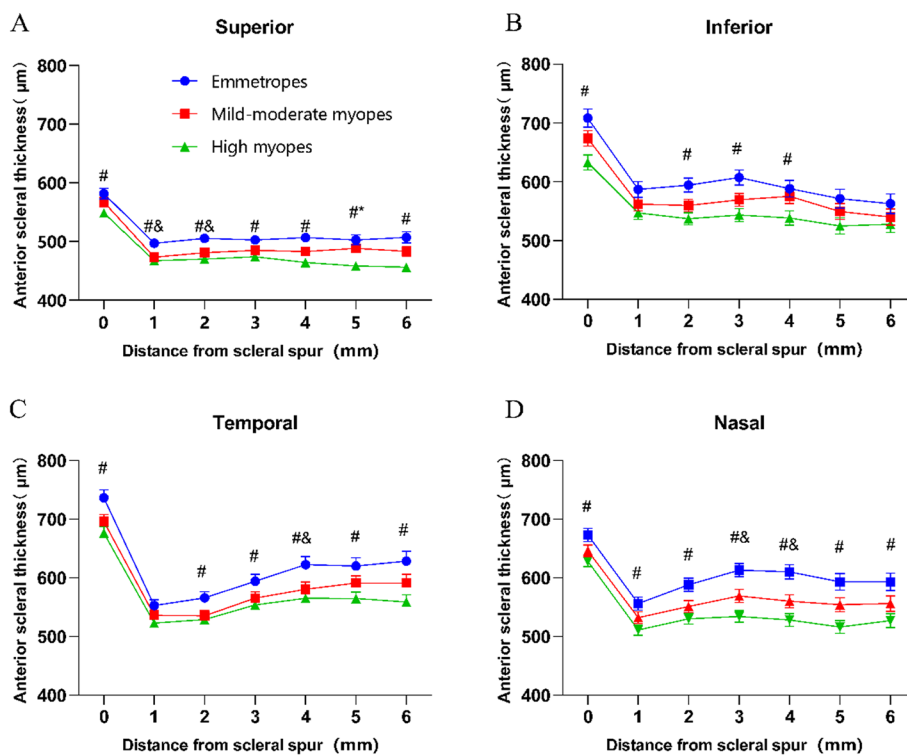 A
Superior
800
700
600
500
400
Anterior scleral thickness( μm)
Emmetropes
Mild-moderate myopes
High myopes
#
#&
#&
#
#
#*
#
0 1 2 3 4 5 6
Distance from scleral spur (mm)
B
Inferior
800
700
600
500
400
Anterior scleral thickness( μm)
#
#
#
#
0 1 2 3 4 5 6
Distance from scleral spur (mm)
C
Temporal
800
700
600
500
400
Anterior scleral thickness( μm)
#
#
#
#&
#
#
0 1 2 3 4 5 6
Distance from scleral spur (mm)
D
Nasal
800
700
600
500
400
Anterior scleral thickness( μm)
#
#
#
#&
#&
#
#
0 1 2 3 4 5 6
Distance from scleral spur (mm)